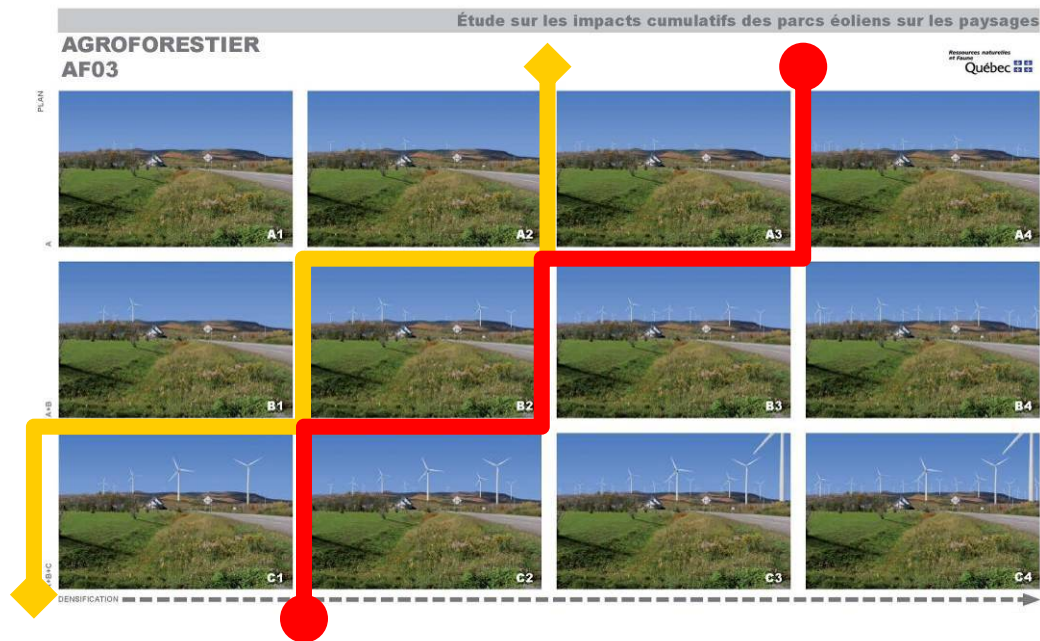 Étude sur les impacts cumulatifs des parcs éoliens sur les paysages
AGROFORESTIER
AF03
Ressources naturelles
et Faune
Québec
PLAN
A
A1
A2
A3
A4
A+B
B1
B2
B3
B4
+B+C
C1
C2
C3
C4
DENSIFICATION